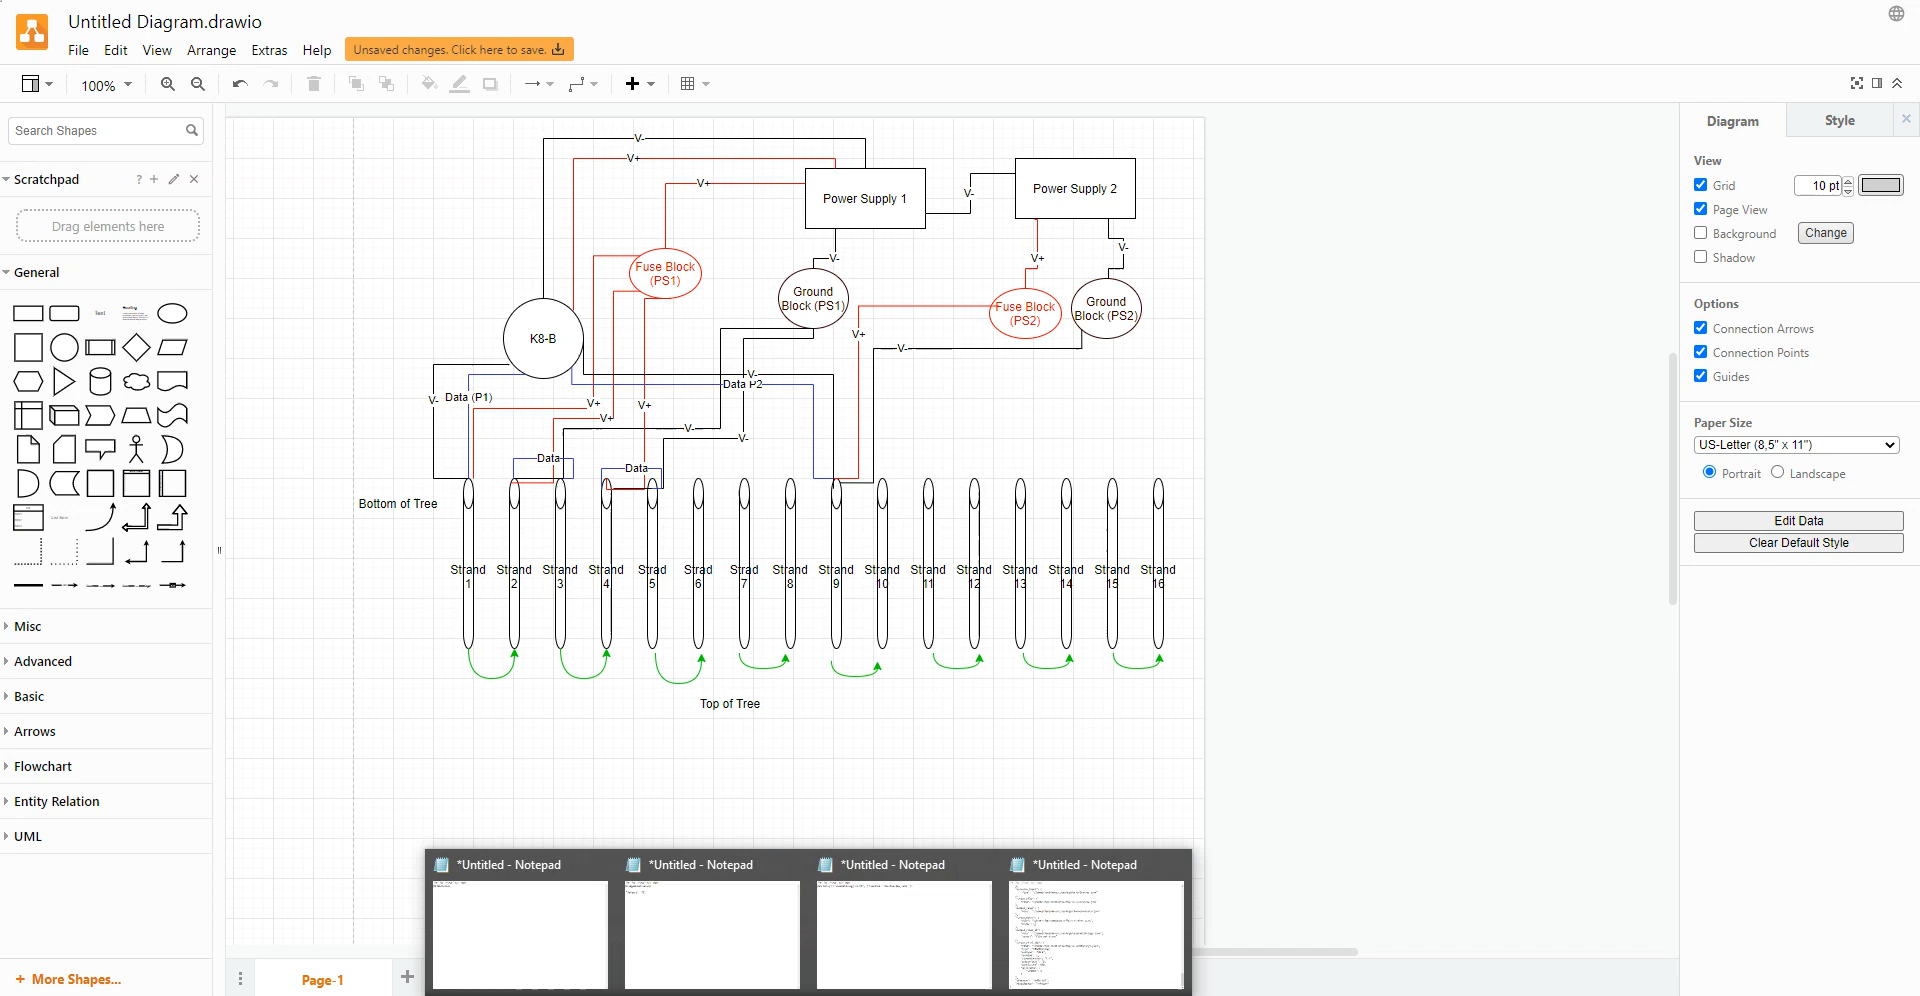 Untitled Diagram.drawio
File Edit View Arrange Extras Help Unsaved changes. Click here to save.
100%
Search Shapes
Scratchpad ?
Drag elements here
General
Text
Heading
Misc
Advanced
Basic
Arrows
Flowchart
Entity Relation
UML
+ More Shapes...
V-
V+
V+
Power Supply 1
V-
Power Supply 2
V-
V+
V-
Fuse Block
(PS1)
Ground
Block (PS1)
Fuse Block
(PS2)
Ground
Block (PS2)
K8-B
V+
V-
V-
Data P2
V- Data (P1)
V+
V+
V+
V-
V-
Data
Data
Bottom of Tree
Strand
1
Strand
2
Strand
3
Strand
4
Strad
5
Strad
6
Strad
7
Strand
8
Strand
9
Strand
10
Strand
11
Strand
12
Strand
13
Strand
14
Strand
15
Strand
16
Top of Tree
*Untitled - Notepad
*Untitled - Notepad
*Untitled - Notepad
*Untitled - Notepad
Page-1
Diagram Style
View
Grid 10 pt
Page View
Background Change
Shadow
Options
Connection Arrows
Connection Points
Guides
Paper Size
US-Letter (8,5" x 11")
Portrait Landscape
Edit Data
Clear Default Style